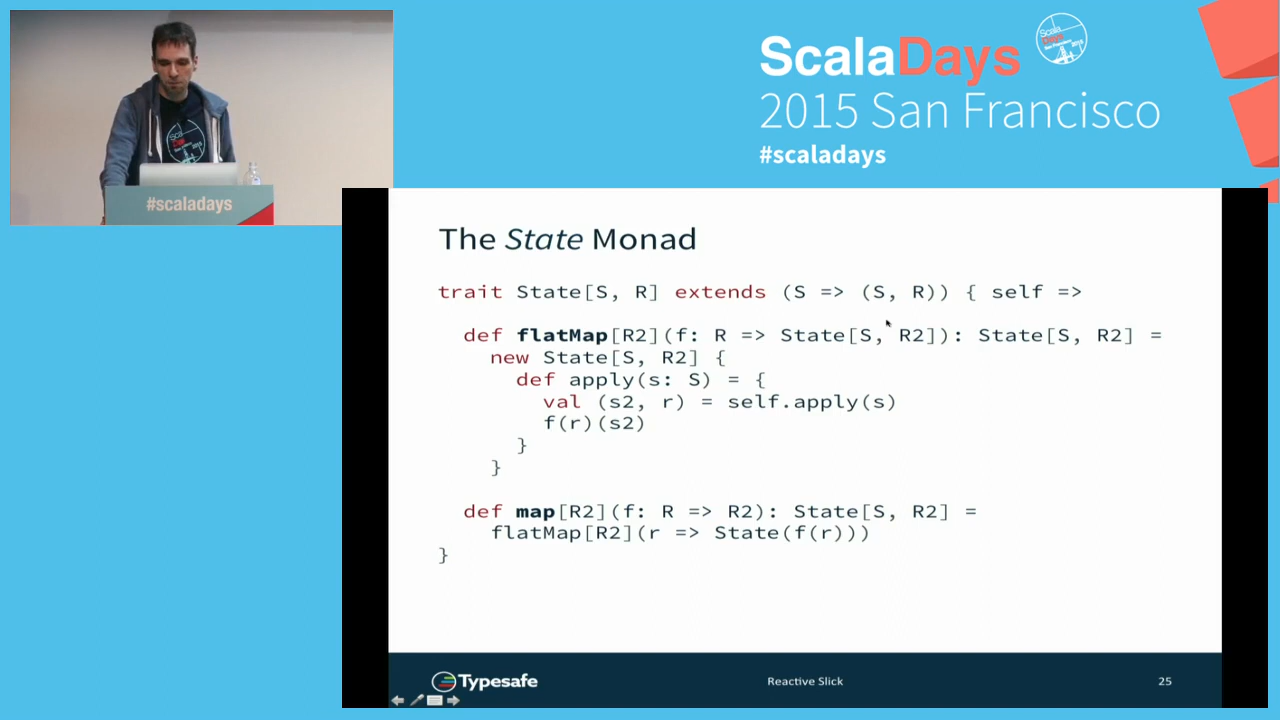 ScalaDays
2015 San Francisco
#scaladays
#scaladays
The State Monad
trait State[S, R] extends (S => (S, R)) { self =>
def flatMap[R2](f: R => State[S, R2]): State[S, R2] =
new State[S, R2] {
def apply(s: S) = {
val (s2, r) = self.apply(s)
f(r)(s2)
}
}
def map[R2](f: R => R2): State[S, R2] =
flatMap[R2](r => State(f(r)))
}
Typesafe
Reactive Slick
25